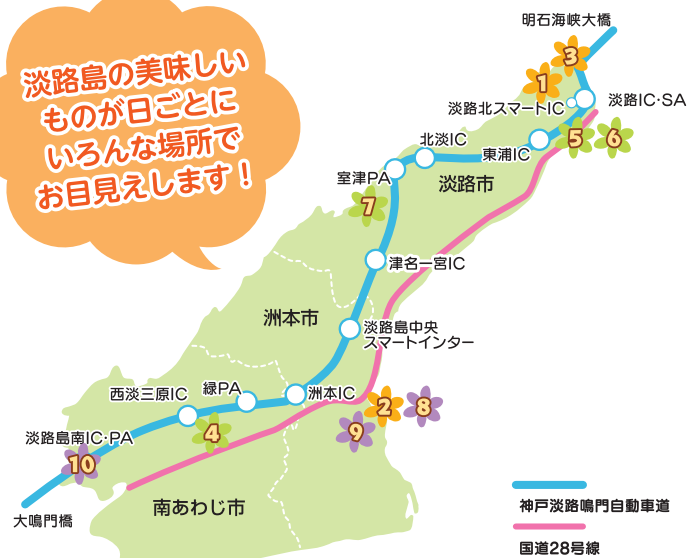 淡路島の美味しい
ものが日ごとに
いろんな場所で
お目見えします！
明石海峡大橋
3
1
淡路IC・SA
淡路北スマートIC
5
6
北淡IC
東浦IC
室津PA
淡路市
7
津名一宮IC
洲本市
淡路島中央
スマートインター
西淡三原IC
緑PA
洲本IC
2
8
9
4
淡路島南IC・PA
10
大鳴門橋
南あわじ市
神戸淡路鳴門自動車道
国道28号線